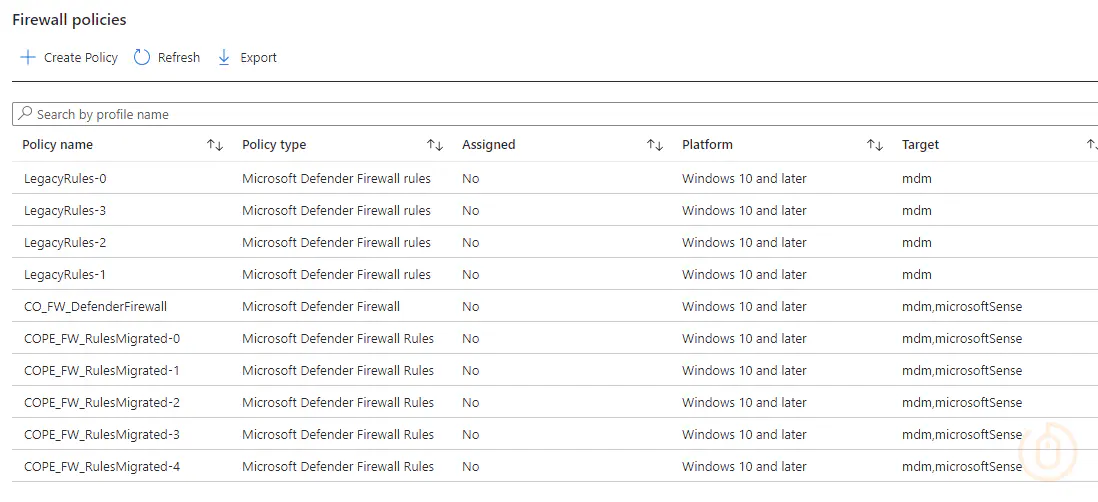 Firewall policies
Create Policy Refresh Export
Search by profile name
Policy name Policy type Assigned Platform Target
LegacyRules-0 Microsoft Defender Firewall rules No Windows 10 and later mdm
LegacyRules-3 Microsoft Defender Firewall rules No Windows 10 and later mdm
LegacyRules-2 Microsoft Defender Firewall rules No Windows 10 and later mdm
LegacyRules-1 Microsoft Defender Firewall rules No Windows 10 and later mdm
CO_FW_DefenderFirewall Microsoft Defender Firewall No Windows 10 and later mdm,microsoftSense
COPE_FW_RulesMigrated-0 Microsoft Defender Firewall Rules No Windows 10 and later mdm,microsoftSense
COPE_FW_RulesMigrated-1 Microsoft Defender Firewall Rules No Windows 10 and later mdm,microsoftSense
COPE_FW_RulesMigrated-2 Microsoft Defender Firewall Rules No Windows 10 and later mdm,microsoftSense
COPE_FW_RulesMigrated-3 Microsoft Defender Firewall Rules No Windows 10 and later mdm,microsoftSense
COPE_FW_RulesMigrated-4 Microsoft Defender Firewall Rules No Windows 10 and later mdm,microsoftSense